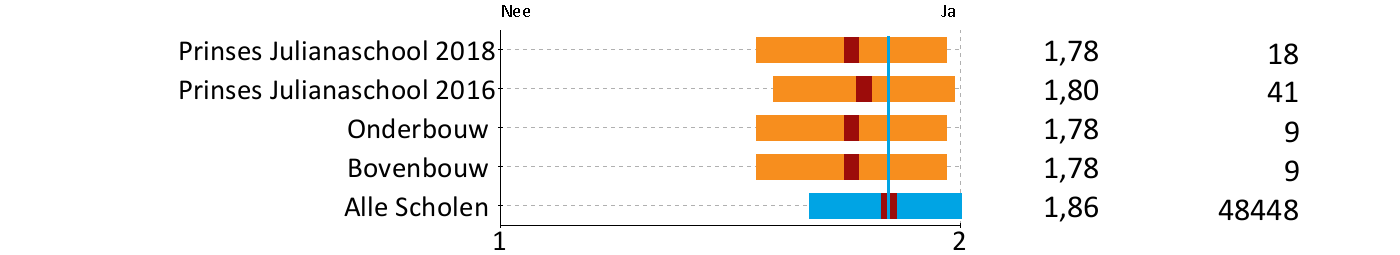 Nee Ja
Prinses Julianaschool 2018 1,78 18
Prinses Julianaschool 2016 1,80 41
Onderbouw 1,78 9
Bovenbouw 1,78 9
Alle Scholen 1,86 48448
1 2